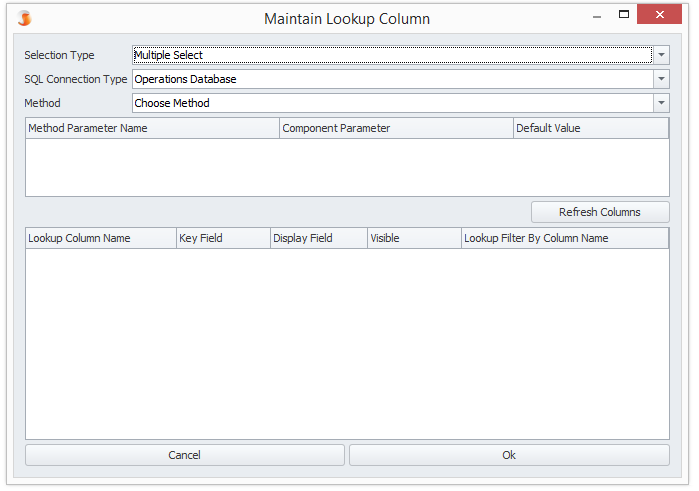 Maintain Lookup Column
Selection Type Multiple Select
SQL Connection Type Operations Database
Method Choose Method
Method Parameter Name Component Parameter Default Value
Refresh Columns
Lookup Column Name Key Field Display Field Visible Lookup Filter By Column Name
Cancel Ok